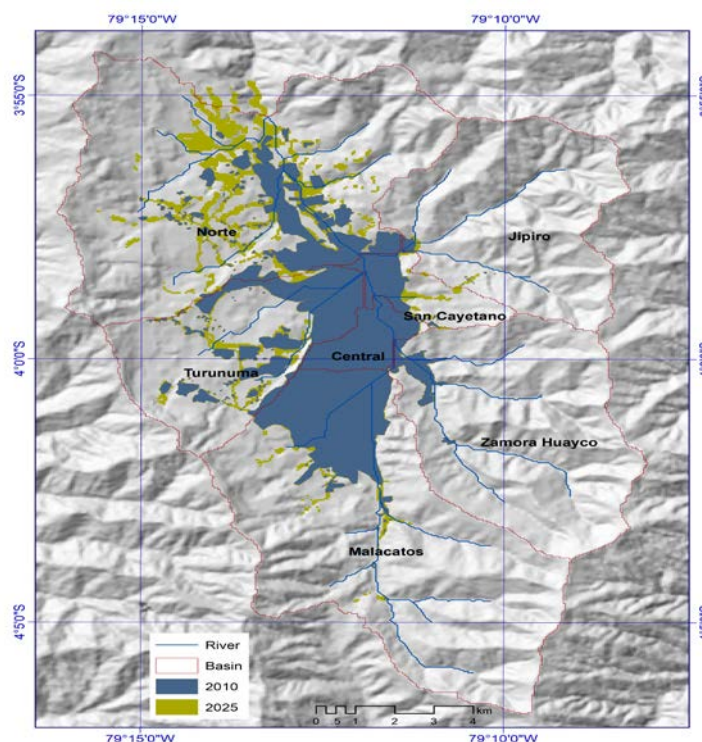 79°15'0"W 79°10'0"W
3°55'0"S
Norte
Jipiro
San Cayetano
Central
4°0'0"S
Turunuma
Zamora Huayco
Malacatos
4°5'0"S
River
Basin
2010
2025
km
0 0,5 1 2 3 4
79°15'0"W 79°10'0"W